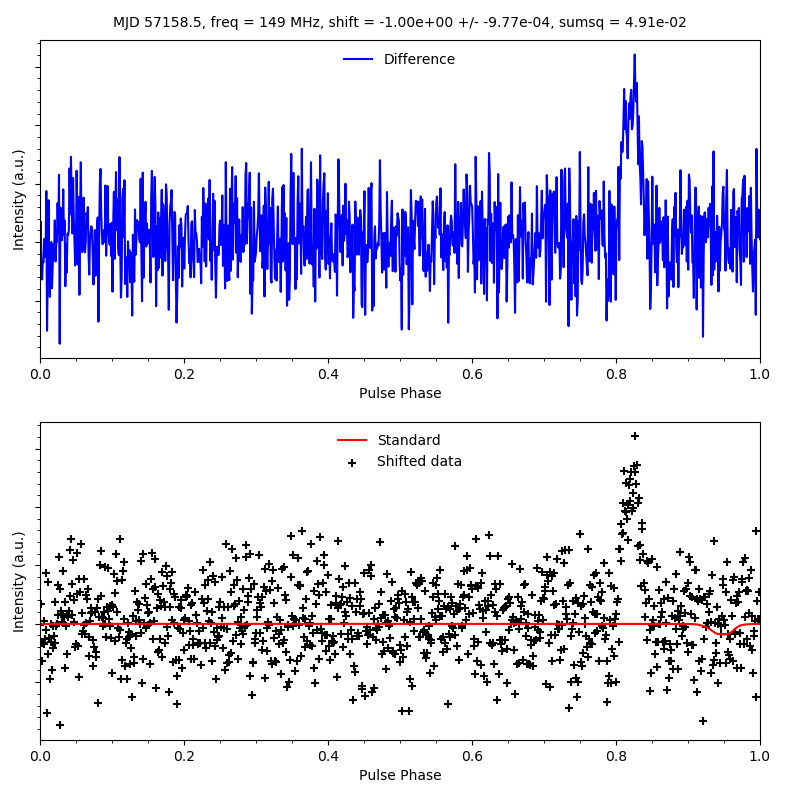 MJD 57158.5, freq = 149 MHz, shift = -1.00e+00 +/- -9.77e-04, sumsq = 4.91e-02
Difference
Intensity (a.u.)
0.0 0.2 0.4 0.6 0.8 1.0
Pulse Phase
Standard
Shifted data
Intensity (a.u.)
0.0 0.2 0.4 0.6 0.8 1.0
Pulse Phase